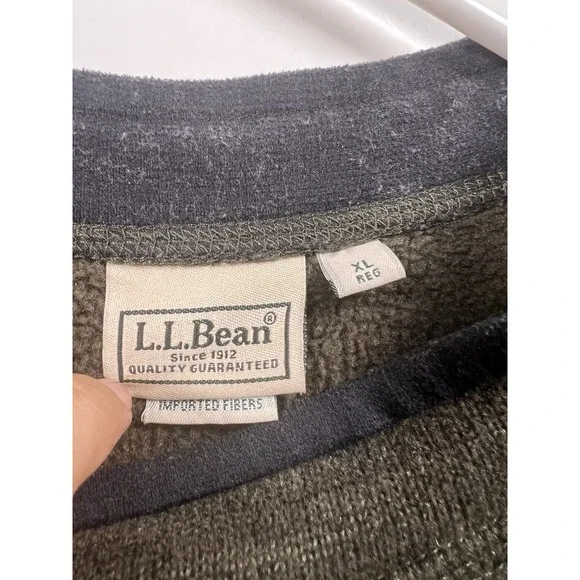 L.L.Bean®
Since 1912
QUALITY GUARANTEED
IMPORTED FIBERS
XL
REG